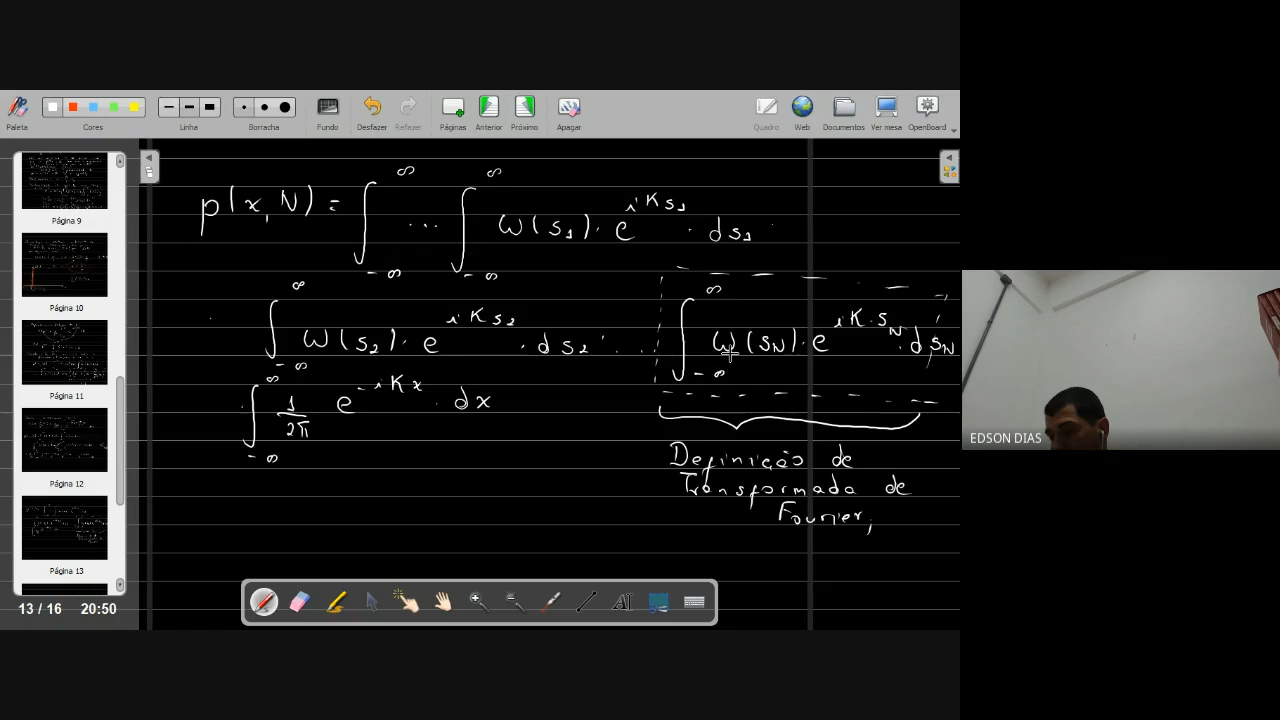 Paleta
Cores
Linha
Borracha
Fundo
Desfazer
Refazer
Páginas
Anterior
Próximo
Apagar
Quadro
Web
Documentos
Ver mesa
OpenBoard
Página 9
Página 10
Página 11
Página 12
Página 13
13 / 16 20:50
p(x, N) = ∫_{-∞}^{∞} ... ∫_{-∞}^{∞} ω(s₁) · e^{iKs₁} · ds₁
∫_{-∞}^{∞} ω(s₂) · e^{iKs₂} · ds₂ ... ∫_{-∞}^{∞} ω(s_N) · e^{iK·s_N} · ds_N
∫_{-∞}^{∞} 1/2π e^{-iKx} · dx
Definição de
Transformada de
Fourier;
EDSON DIAS